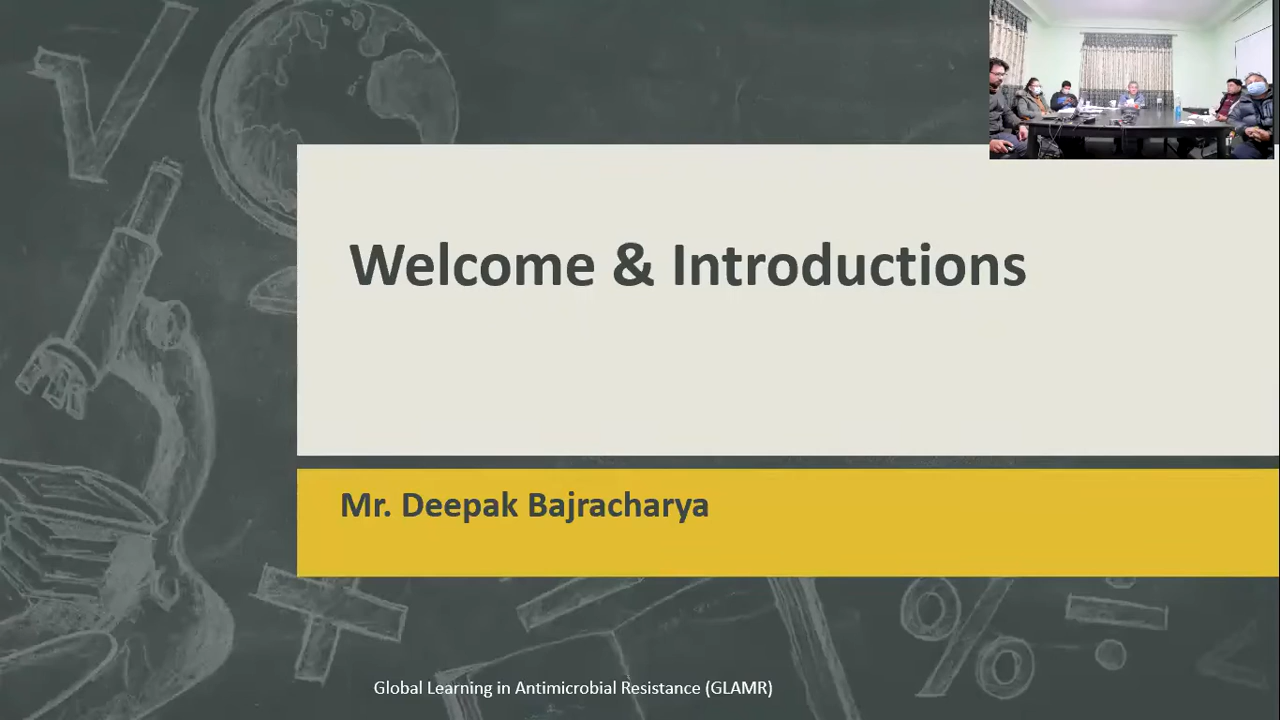 Welcome & Introductions
Mr. Deepak Bajracharya
Global Learning in Antimicrobial Resistance (GLAMR)